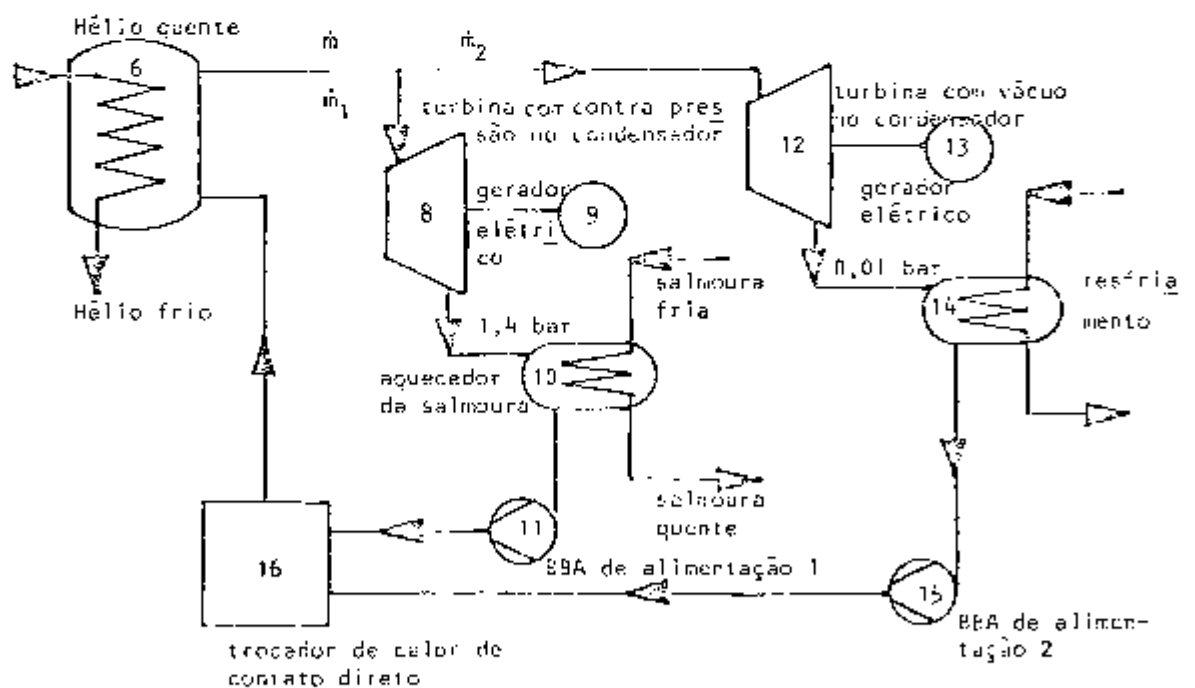 Hélio quente
6
ṁ
ṁ2
ṁ1
turbina com contra pres
são no condensador
turbina com vácuo
no condensador
12
13
8
gerador
elétri
co
9
gerador
elétrico
Hélio frio
1,4 bar
salmoura
fria
0,01 bar
14
resfria
mento
10
aquecedor
da salmoura
salmoura
quente
11
BBA de alimentação 1
16
15
BBA de alimen-
tação 2
trocador de calor de
contato direto